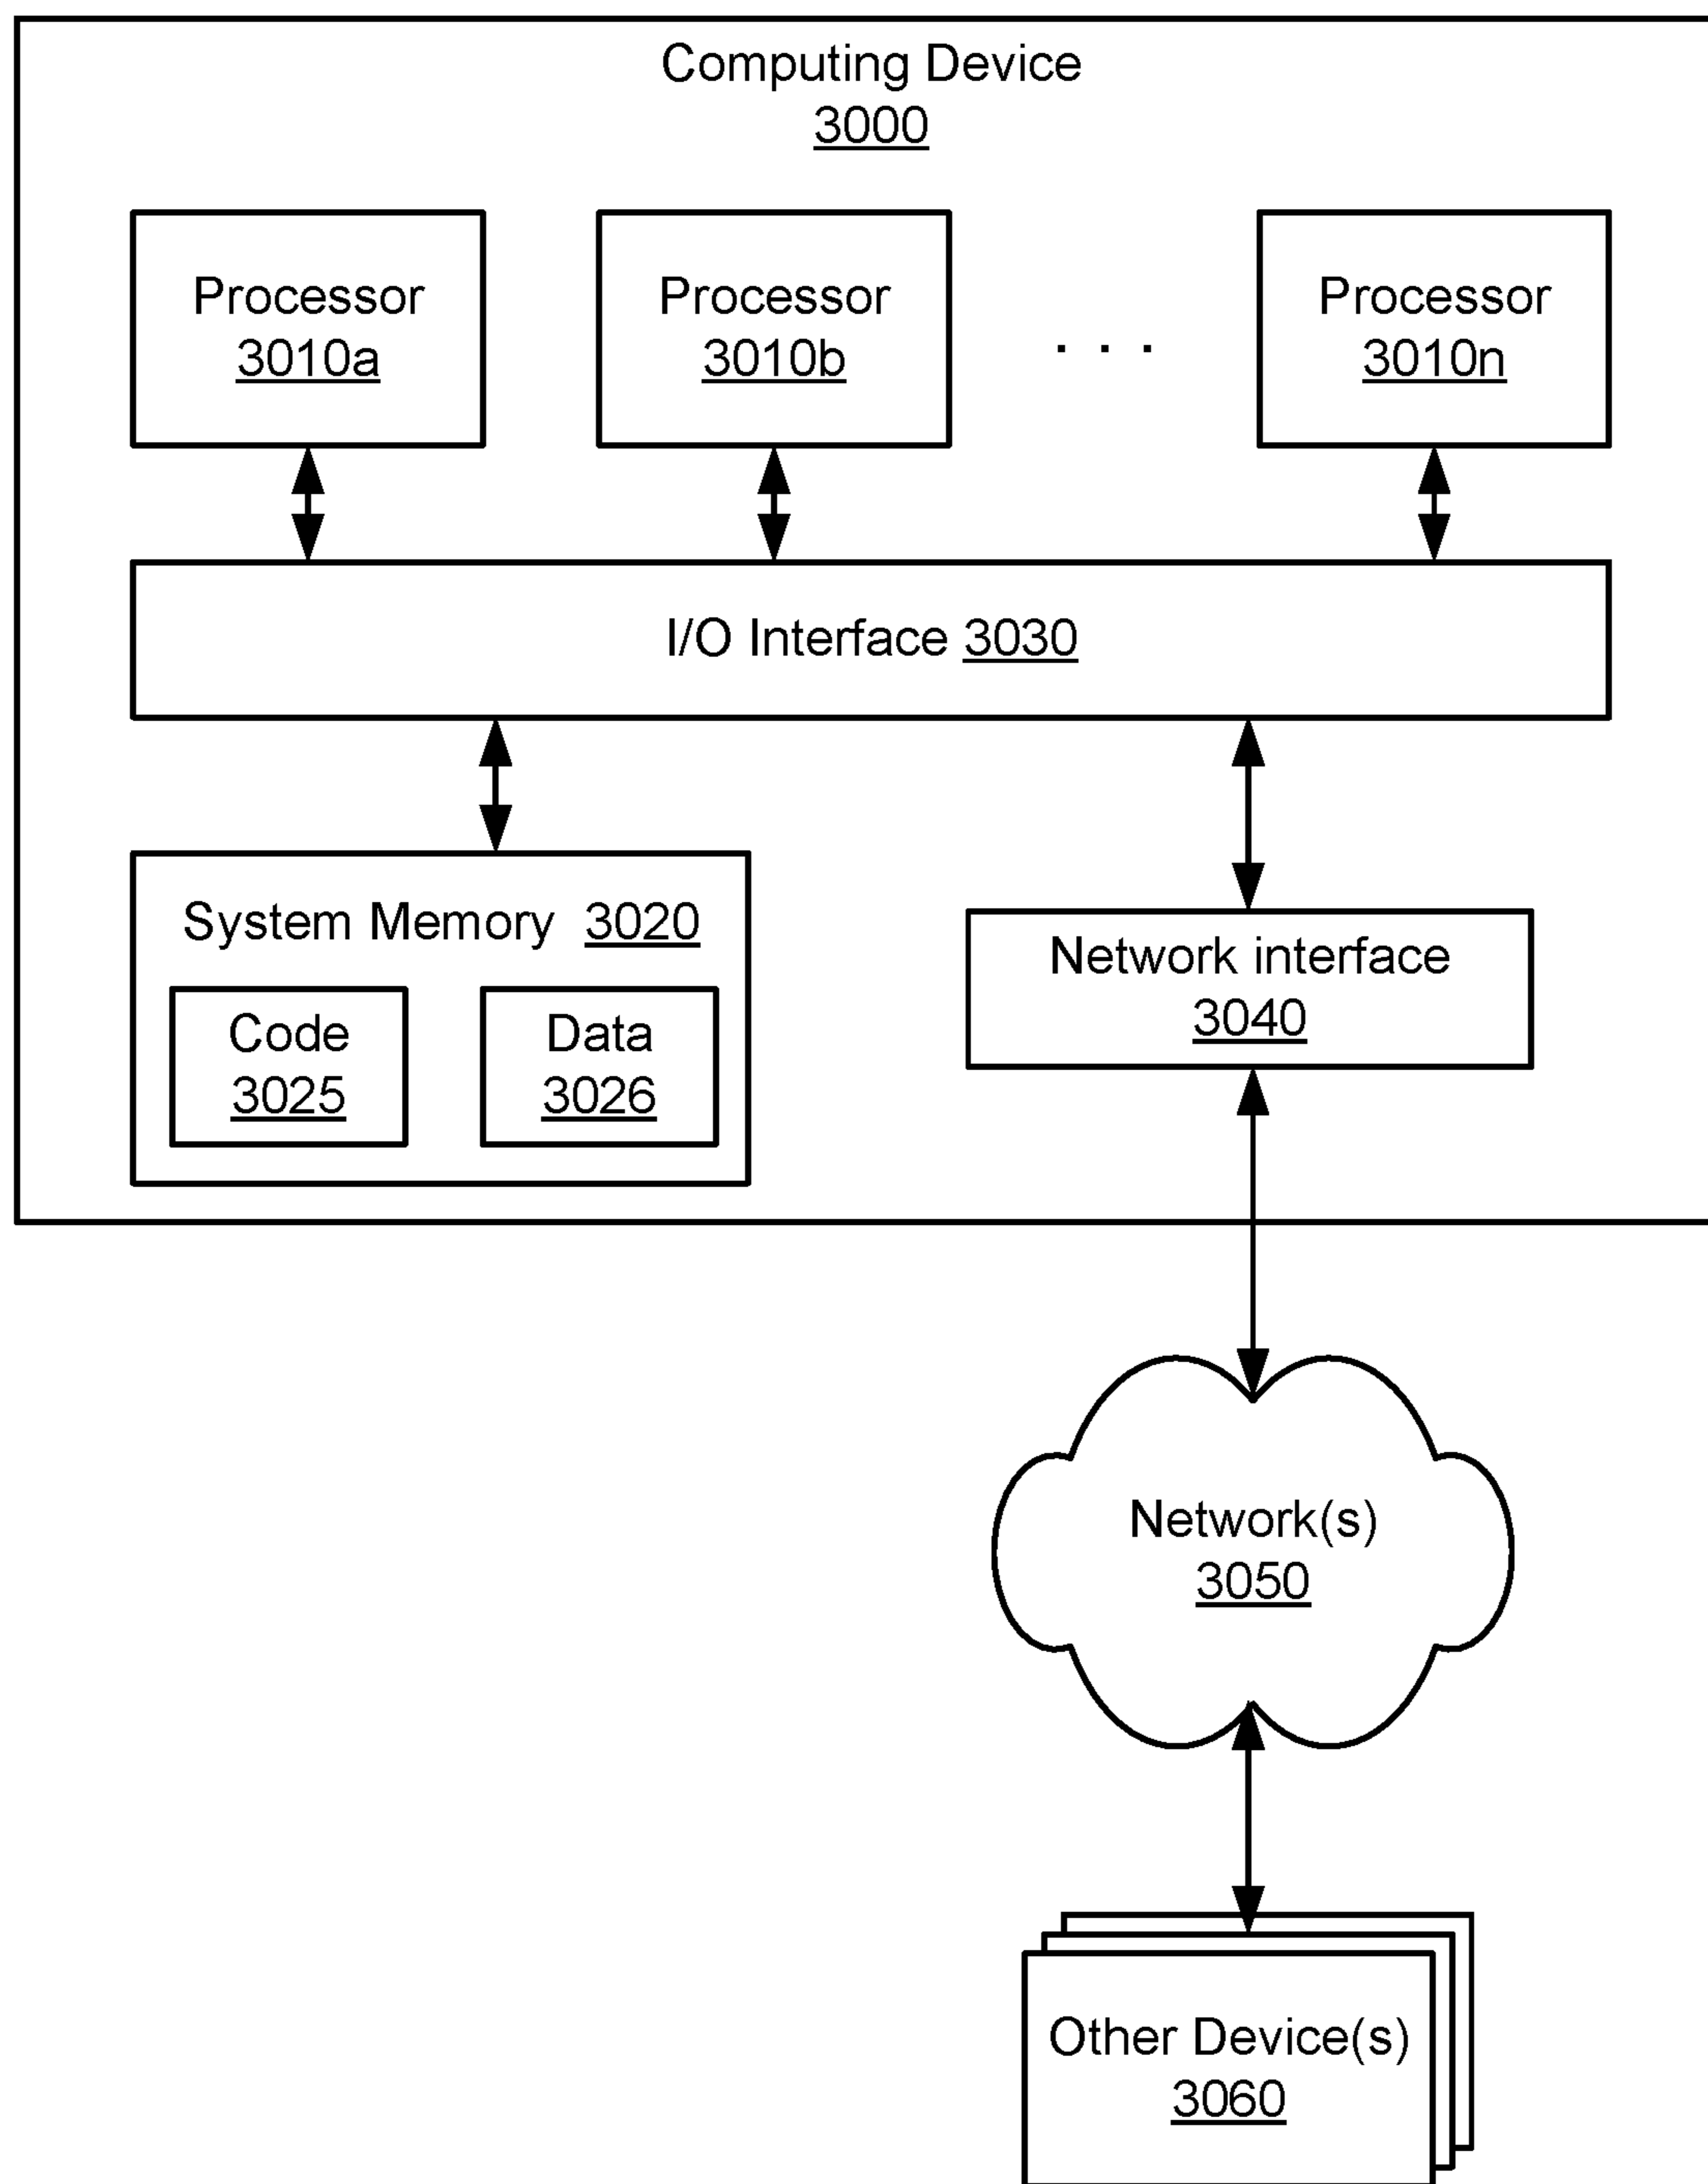 Computing Device
3000
Processor
3010a
Processor
3010b
. . .
Processor
3010n
I/O Interface 3030
System Memory 3020
Code
3025
Data
3026
Network interface
3040
Network(s)
3050
Other Device(s)
3060